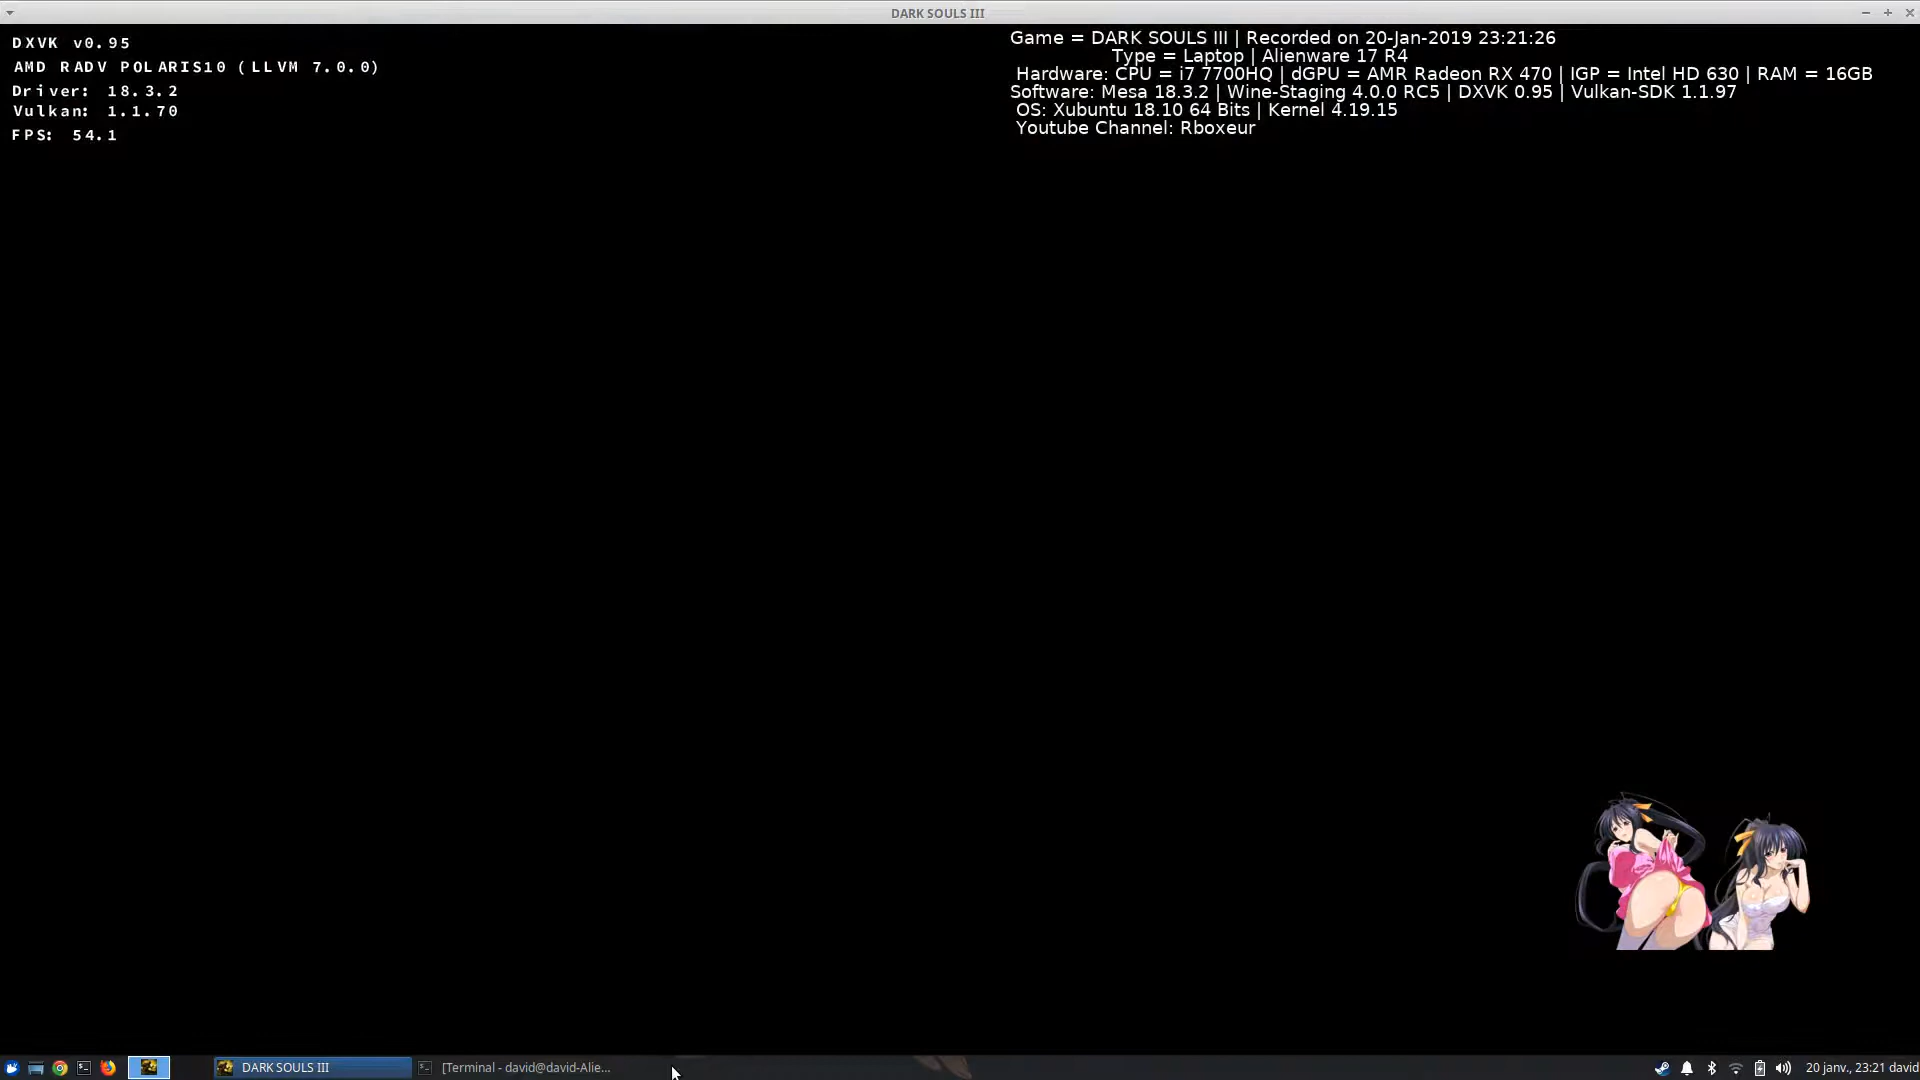 DARK SOULS III
DXVK v0.95
AMD RADV POLARIS10 (LLVM 7.0.0)
Driver: 18.3.2
Vulkan: 1.1.70
FPS: 54.1
Game = DARK SOULS III | Recorded on 20-Jan-2019 23:21:26
Type = Laptop | Alienware 17 R4
Hardware: CPU = i7 7700HQ | dGPU = AMR Radeon RX 470 | IGP = Intel HD 630 | RAM = 16GB
Software: Mesa 18.3.2 | Wine-Staging 4.0.0 RC5 | DXVK 0.95 | Vulkan-SDK 1.1.97
OS: Xubuntu 18.10 64 Bits | Kernel 4.19.15
Youtube Channel: Rboxeur
DARK SOULS III
[Terminal - david@david-Alie...
20 janv., 23:21 david